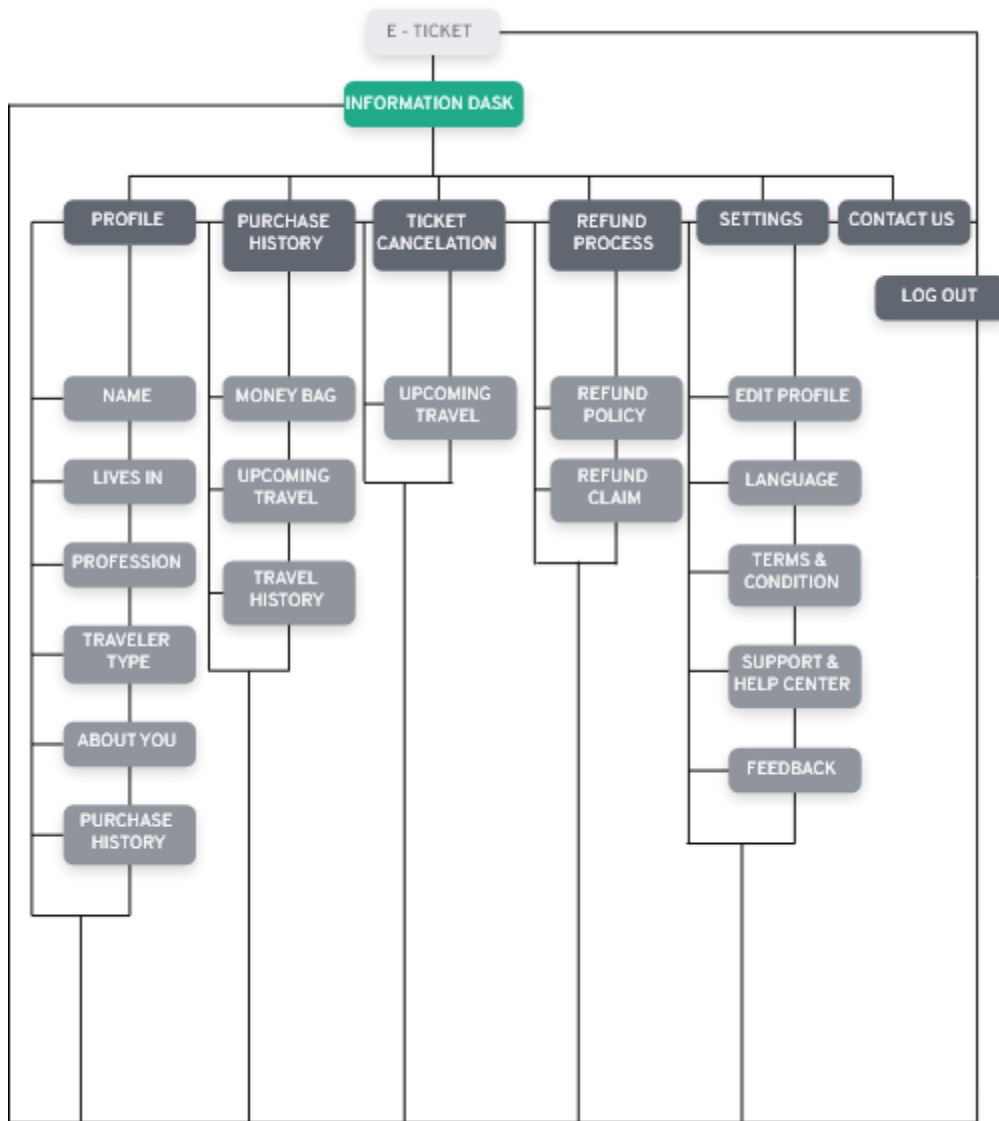 E - TICKET
INFORMATION DASK
PROFILE
PURCHASE
HISTORY
TICKET
CANCELATION
REFUND
PROCESS
SETTINGS
CONTACT US
LOG OUT
NAME
LIVES IN
PROFESSION
TRAVELER
TYPE
ABOUT YOU
PURCHASE
HISTORY
MONEY BAG
UPCOMING
TRAVEL
TRAVEL
HISTORY
UPCOMING
TRAVEL
REFUND
POLICY
REFUND
CLAIM
EDIT PROFILE
LANGUAGE
TERMS &
CONDITION
SUPPORT &
HELP CENTER
FEEDBACK